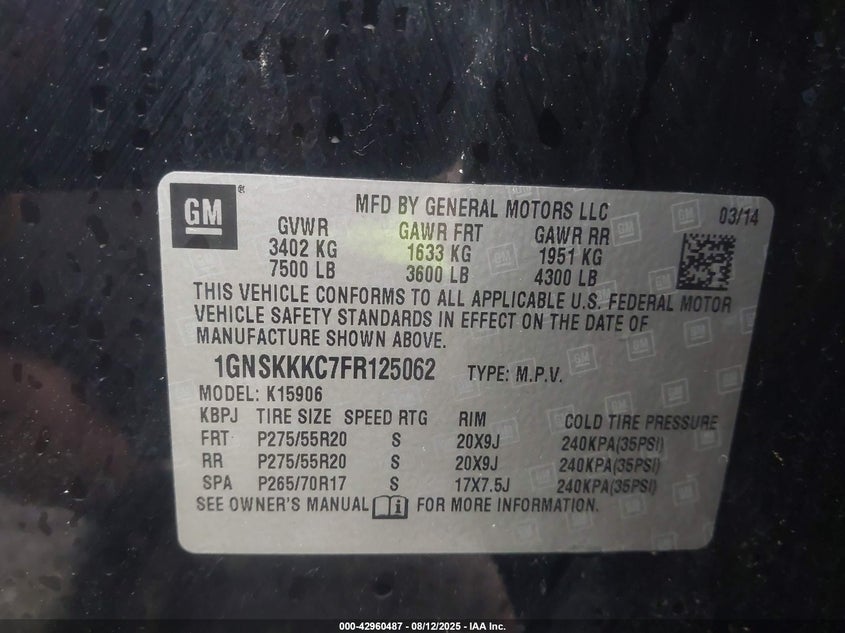 GM®
MFD BY GENERAL MOTORS LLC 03/14
GVWR GAWR FRT GAWR RR
3402 KG 1633 KG 1951 KG
7500 LB 3600 LB 4300 LB
THIS VEHICLE CONFORMS TO ALL APPLICABLE U.S. FEDERAL MOTOR
VEHICLE SAFETY STANDARDS IN EFFECT ON THE DATE OF
MANUFACTURE SHOWN ABOVE.
1GNSKKKC7FR125062 TYPE: M.P.V.
MODEL: K15906
KBPJ TIRE SIZE SPEED RTG RIM COLD TIRE PRESSURE
FRT P275/55R20 S 20X9J 240KPA(35PSI)
RR P275/55R20 S 20X9J 240KPA(35PSI)
SPA P265/70R17 S 17X7.5J 240KPA(35PSI)
SEE OWNER'S MANUAL i FOR MORE INFORMATION.
000-42960487 - 08/12/2025 - IAA Inc.